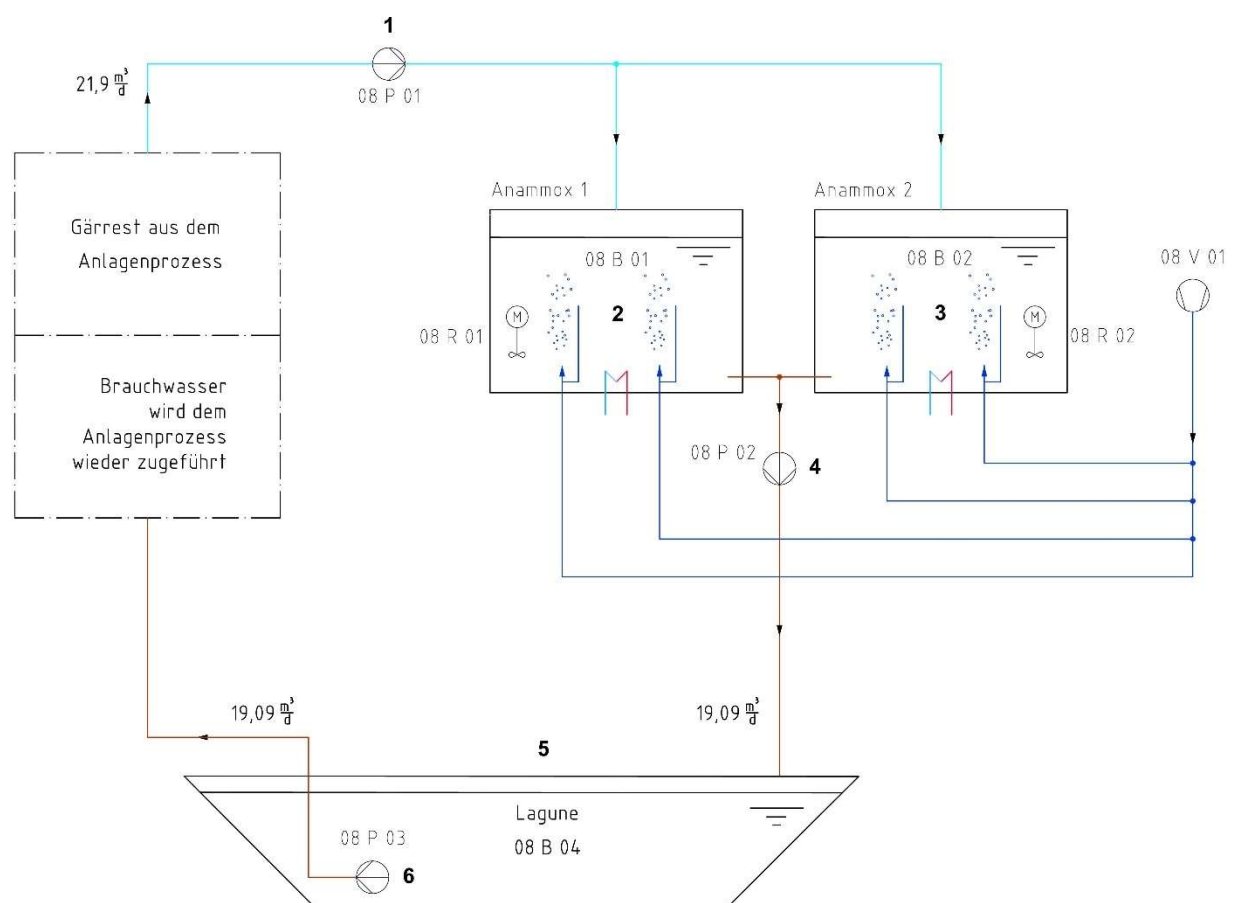 1
21,9 m³/d
08 P 01
Gärrest aus dem
Anlagenprozess
Brauchwasser
wird dem
Anlagenprozess
wieder zugeführt
Anammox 1
08 B 01
2
M
08 R 01
Anammox 2
08 B 02
3
M
08 R 02
08 V 01
08 P 02
4
19,09 m³/d
19,09 m³/d
5
Lagune
08 B 04
08 P 03
6